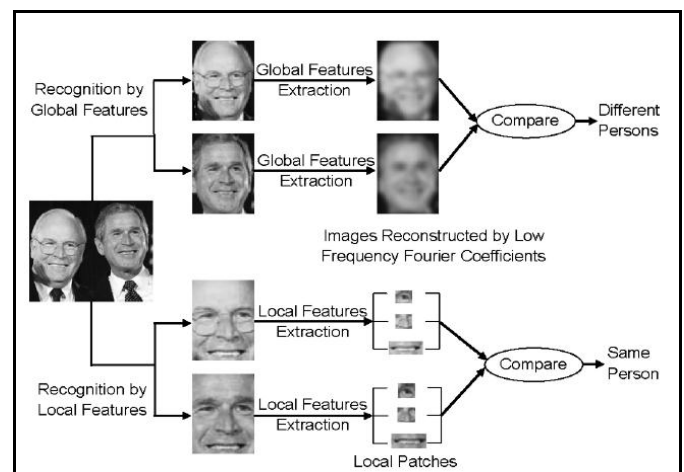 Recognition by
Global Features
Global Features
Extraction
Global Features
Extraction
Compare
Different
Persons
Images Reconstructed by Low
Frequency Fourier Coefficients
Recognition by
Local Features
Local Features
Extraction
Local Features
Extraction
Compare
Same
Person
Local Patches